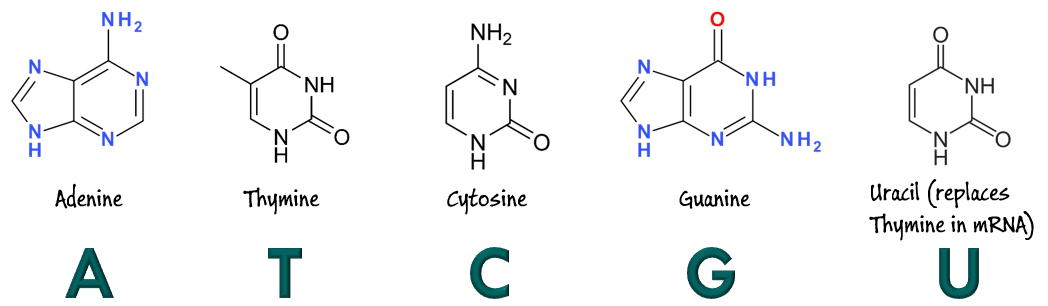 NH₂
N
N
N
H
N
O
NH
N
H
O
NH₂
N
N
H
O
O
N
NH
N
H
N
NH₂
O
NH
N
H
O
Adenine
Thymine
Cytosine
Guanine
Uracil (replaces
Thymine in mRNA)
A
T
C
G
U